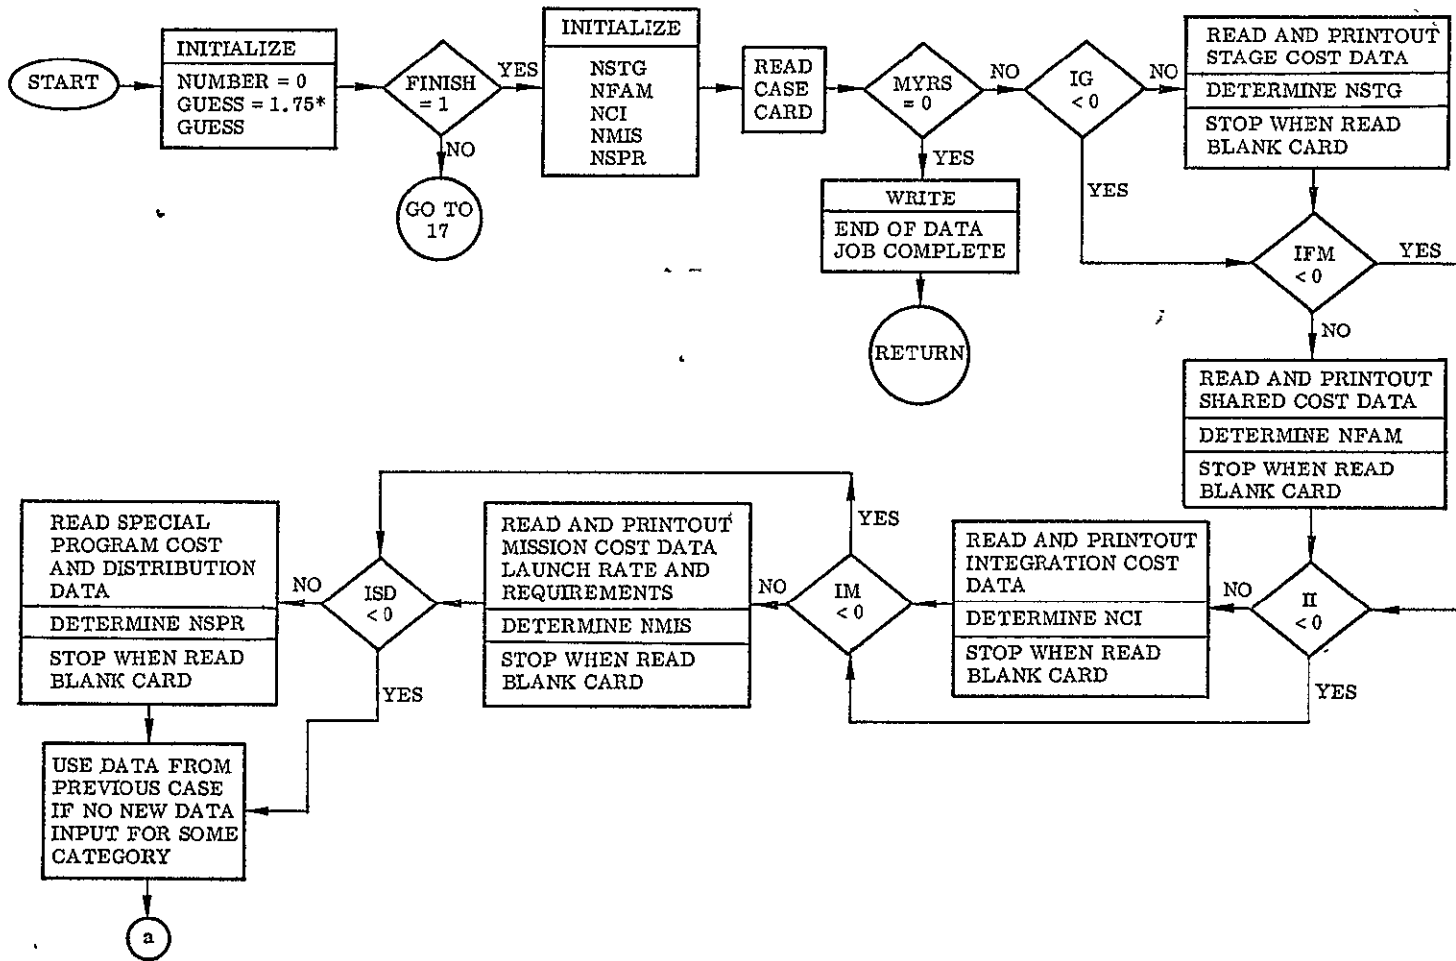 START
INITIALIZE
NUMBER = 0
GUESS = 1.75*
GUESS
FINISH
= 1
YES
NO
GO TO
17
INITIALIZE
NSTG
NFAM
NCI
NMIS
NSPR
READ
CASE
CARD
MYRS
= 0
NO
YES
WRITE
END OF DATA
JOB COMPLETE
RETURN
IG
< 0
NO
YES
READ AND PRINTOUT
STAGE COST DATA
DETERMINE NSTG
STOP WHEN READ
BLANK CARD
IFM
< 0
YES
NO
READ AND PRINTOUT
SHARED COST DATA
DETERMINE NFAM
STOP WHEN READ
BLANK CARD
II
< 0
NO
YES
READ AND PRINTOUT
INTEGRATION COST
DATA
DETERMINE NCI
STOP WHEN READ
BLANK CARD
IM
< 0
YES
NO
READ AND PRINTOUT
MISSION COST DATA
LAUNCH RATE AND
REQUIREMENTS
DETERMINE NMIS
STOP WHEN READ
BLANK CARD
ISD
< 0
NO
YES
READ SPECIAL
PROGRAM COST
AND DISTRIBUTION
DATA
DETERMINE NSPR
STOP WHEN READ
BLANK CARD
USE DATA FROM
PREVIOUS CASE
IF NO NEW DATA
INPUT FOR SOME
CATEGORY
a